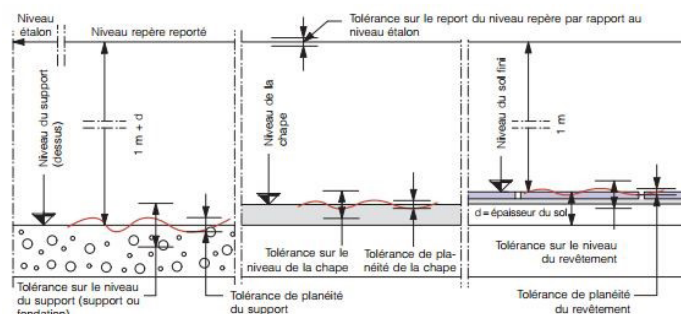 Niveau
étalon
Niveau repère reporté
Tolérance sur le report du niveau repère par rapport au
niveau étalon
Niveau du support
(dessus)
1 m + d
Niveau de la
chape
Niveau du sol fini
1 m
d = épaisseur du sol
Tolérance sur le niveau
du revêtement
Tolérance sur le
niveau de la chape
Tolérance de pla-
néité de la chape
Tolérance sur le niveau
du support (support ou
fondation)
Tolérance de planéité
du support
Tolérance de planéité
du revêtement